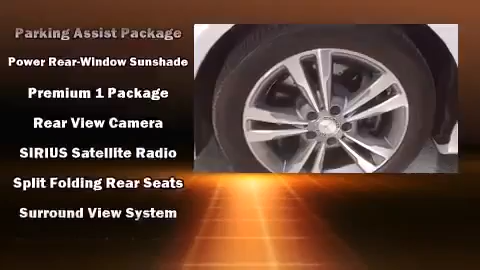 Parking Assist Package
Power Rear-Window Sunshade
Premium 1 Package
Rear View Camera
SIRIUS Satellite Radio
Split Folding Rear Seats
Surround View System